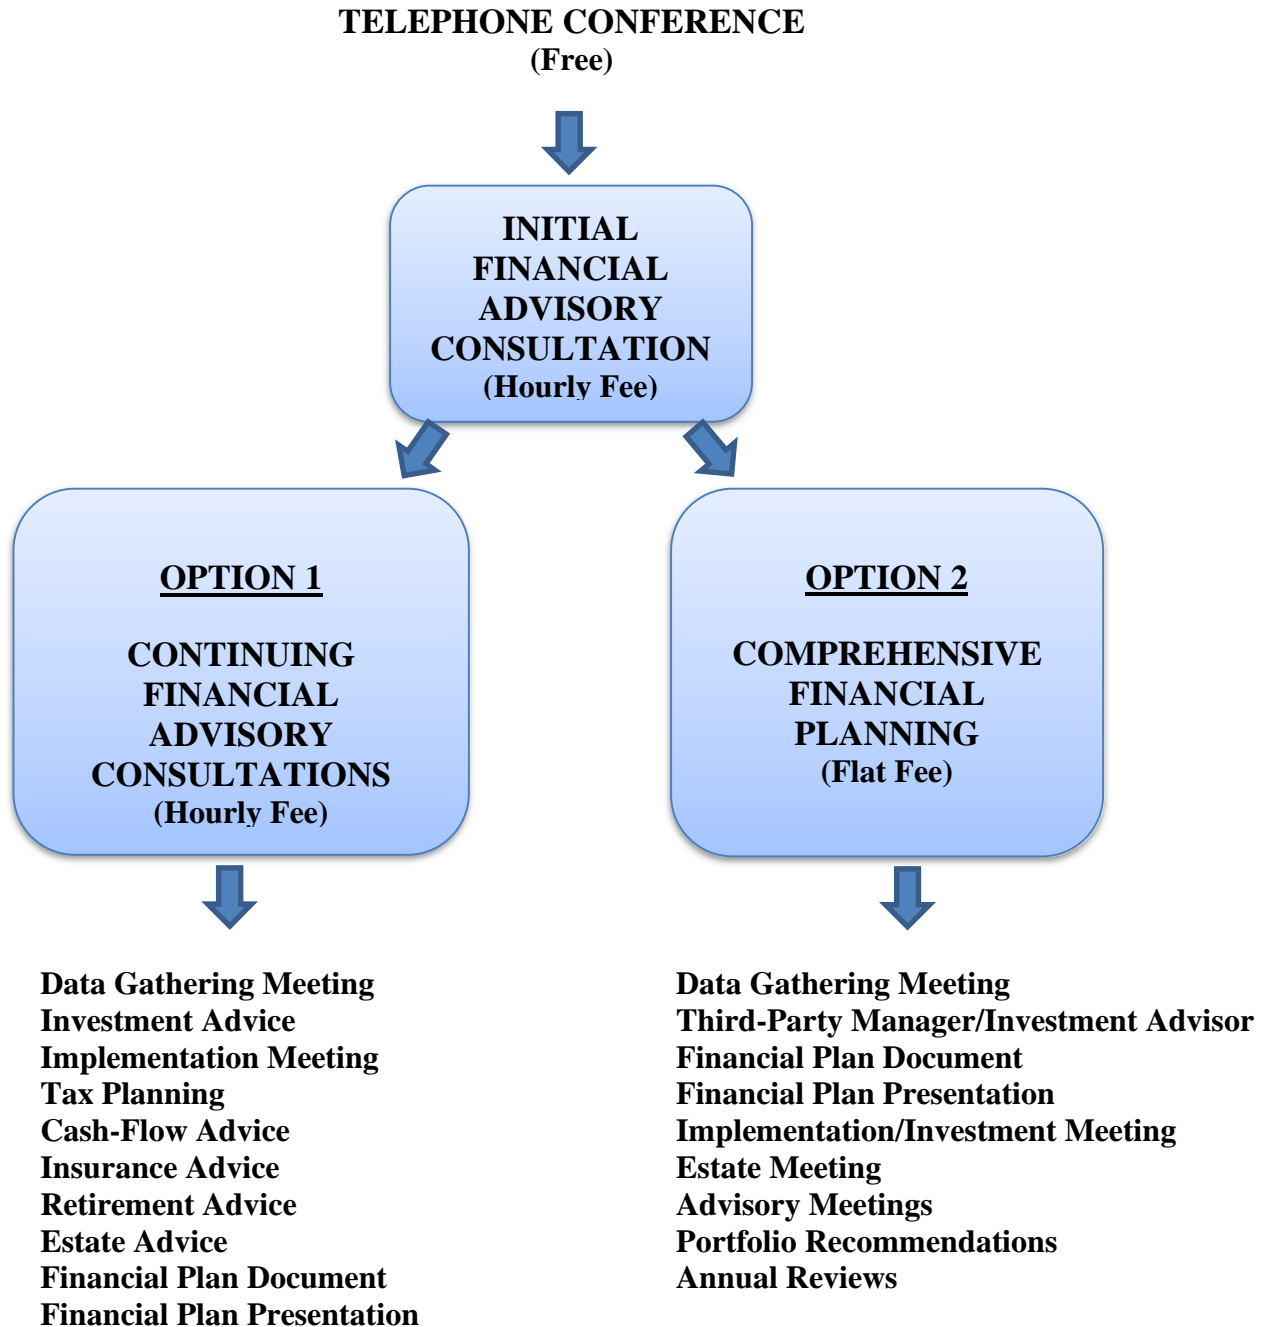 TELEPHONE CONFERENCE
(Free)
INITIAL
FINANCIAL
ADVISORY
CONSULTATION
(Hourly Fee)
OPTION 1
CONTINUING
FINANCIAL
ADVISORY
CONSULTATIONS
(Hourly Fee)
OPTION 2
COMPREHENSIVE
FINANCIAL
PLANNING
(Flat Fee)
Data Gathering Meeting
Investment Advice
Implementation Meeting
Tax Planning
Cash-Flow Advice
Insurance Advice
Retirement Advice
Estate Advice
Financial Plan Document
Financial Plan Presentation
Data Gathering Meeting
Third-Party Manager/Investment Advisor
Financial Plan Document
Financial Plan Presentation
Implementation/Investment Meeting
Estate Meeting
Advisory Meetings
Portfolio Recommendations
Annual Reviews